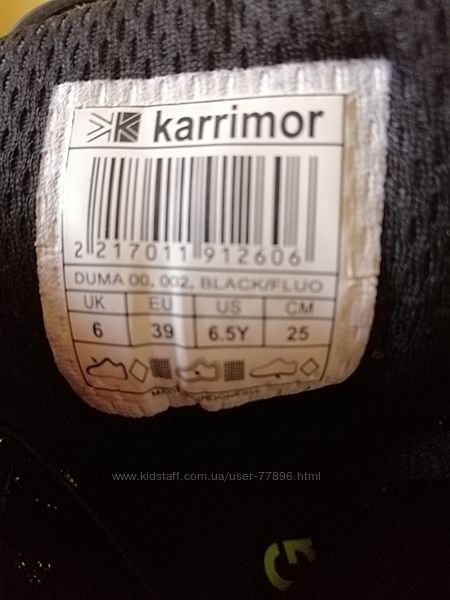 karrimor
2 217011 912606
DUMA 00, 002, BLACK/FLUO
UK EU US CM
6 39 6.5Y 25
INDONESIA
www.kidstaff.com.ua/user-77896.html